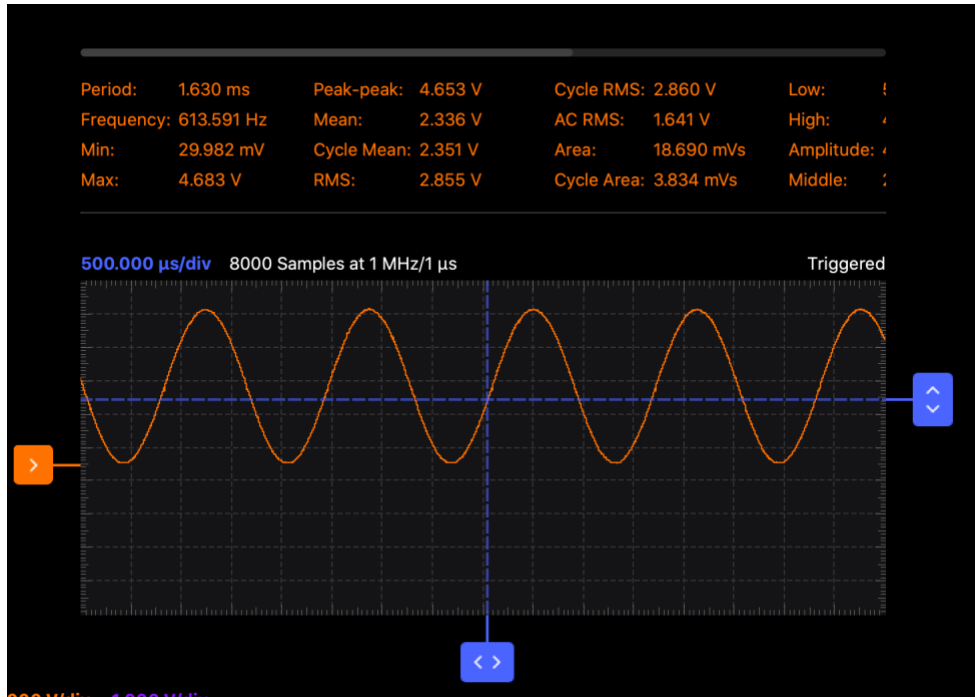 Period: 1.630 ms Peak-peak: 4.653 V Cycle RMS: 2.860 V Low:
Frequency: 613.591 Hz Mean: 2.336 V AC RMS: 1.641 V High:
Min: 29.982 mV Cycle Mean: 2.351 V Area: 18.690 mVs Amplitude:
Max: 4.683 V RMS: 2.855 V Cycle Area: 3.834 mVs Middle:
500.000 µs/div 8000 Samples at 1 MHz/1 µs Triggered